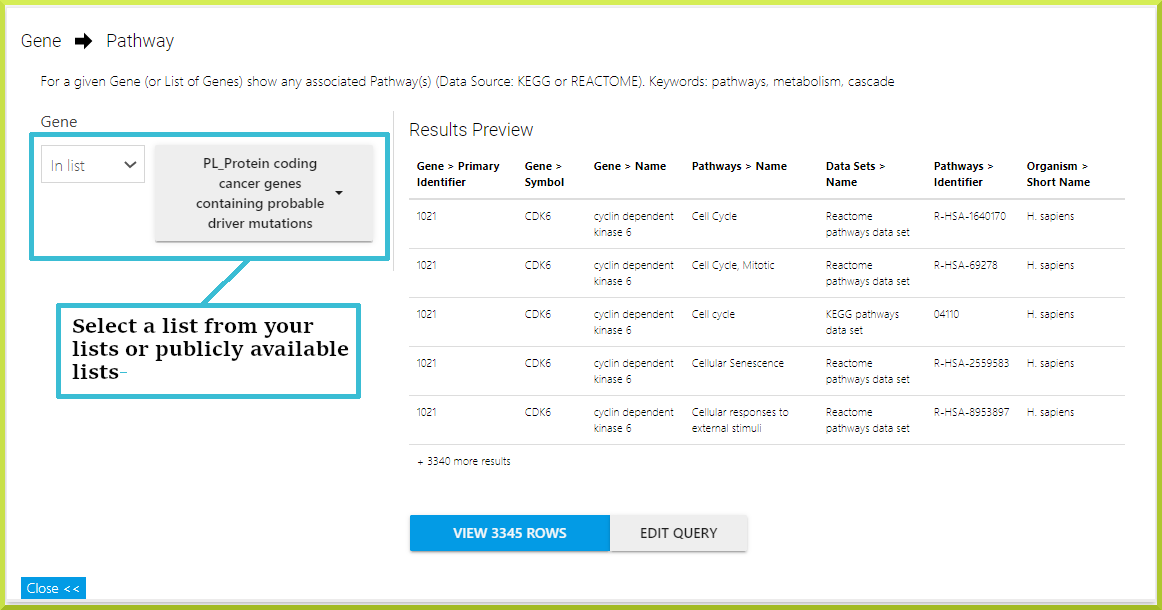 Gene ➡ Pathway
For a given Gene (or List of Genes) show any associated Pathway(s) (Data Source: KEGG or REACTOME). Keywords: pathways, metabolism, cascade
Gene
In list
PL_Protein coding
cancer genes
containing probable
driver mutations
Select a list from your
lists or publicly available
lists-
Results Preview
Gene > Primary Identifier Gene > Symbol Gene > Name Pathways > Name Data Sets > Name Pathways > Identifier Organism > Short Name
1021 CDK6 cyclin dependent kinase 6 Cell Cycle Reactome pathways data set R-HSA-1640170 H. sapiens
1021 CDK6 cyclin dependent kinase 6 Cell Cycle, Mitotic Reactome pathways data set R-HSA-69278 H. sapiens
1021 CDK6 cyclin dependent kinase 6 Cell cycle KEGG pathways data set 04110 H. sapiens
1021 CDK6 cyclin dependent kinase 6 Cellular Senescence Reactome pathways data set R-HSA-2559583 H. sapiens
1021 CDK6 cyclin dependent kinase 6 Cellular responses to external stimuli Reactome pathways data set R-HSA-8953897 H. sapiens
+ 3340 more results
VIEW 3345 ROWS EDIT QUERY
Close <<